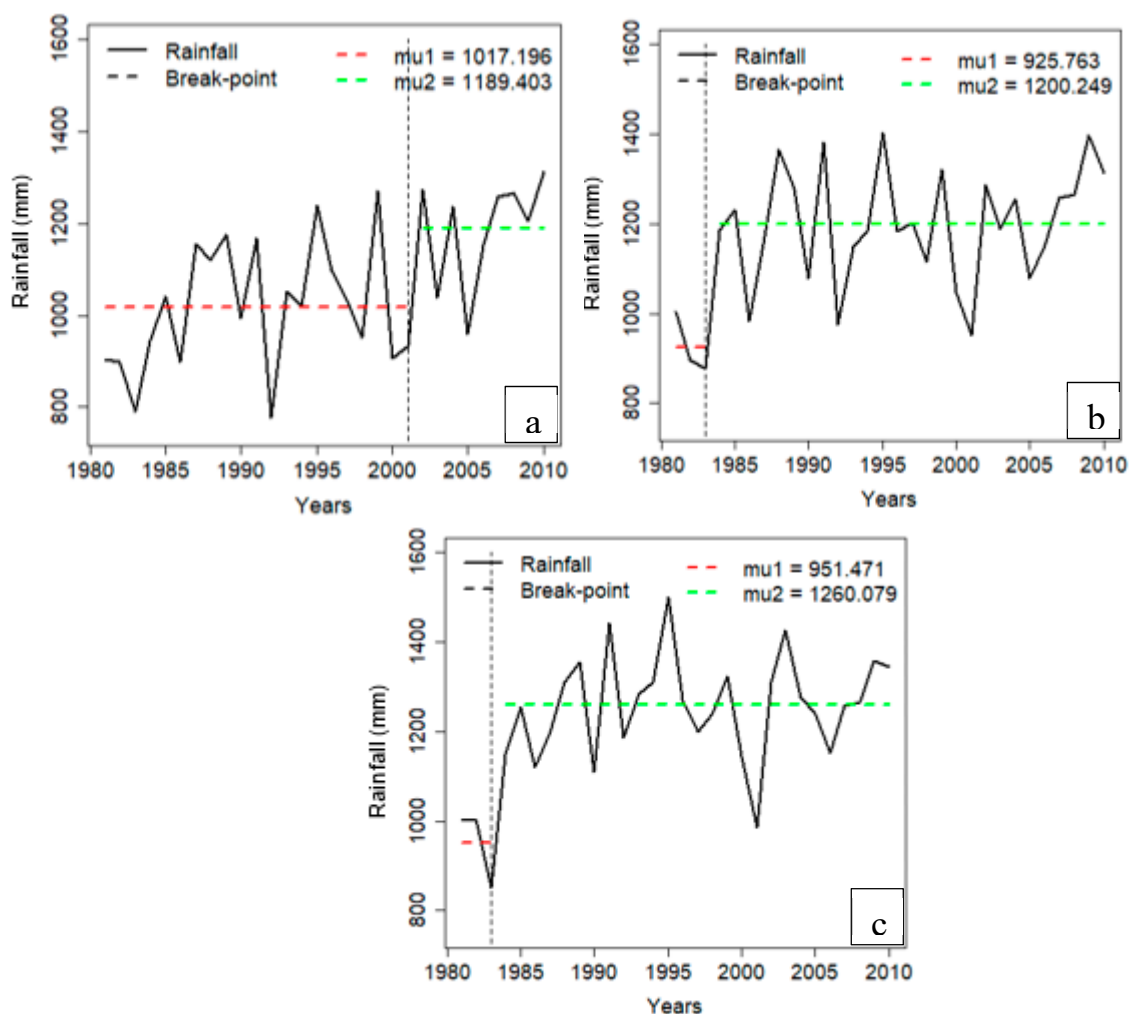 Rainfall
Break-point
mu1 = 1017.196
mu2 = 1189.403
Rainfall (mm)
1600
1400
1200
1000
800
1980 1985 1990 1995 2000 2005 2010
Years
a
Rainfall
Break-point
mu1 = 925.763
mu2 = 1200.249
Rainfall (mm)
1600
1400
1200
1000
800
1980 1985 1990 1995 2000 2005 2010
Years
b
Rainfall
Break-point
mu1 = 951.471
mu2 = 1260.079
Rainfall (mm)
1600
1400
1200
1000
800
1980 1985 1990 1995 2000 2005 2010
Years
c